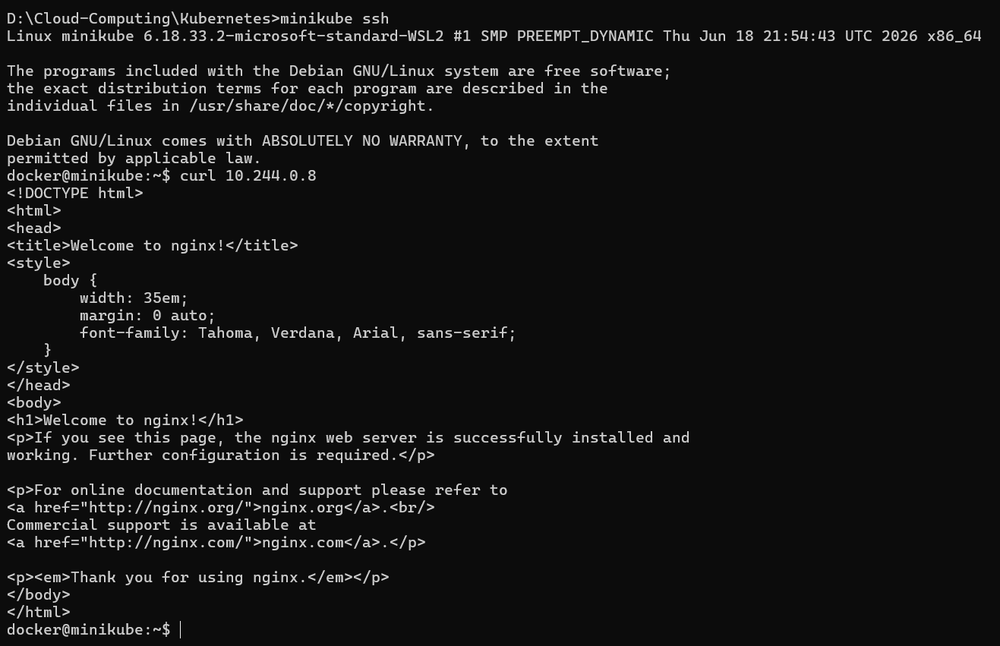 D:\Cloud-Computing\Kubernetes>minikube ssh
Linux minikube 6.18.33.2-microsoft-standard-WSL2 #1 SMP PREEMPT_DYNAMIC Thu Jun 18 21:54:43 UTC 2026 x86_64

The programs included with the Debian GNU/Linux system are free software;
the exact distribution terms for each program are described in the
individual files in /usr/share/doc/*/copyright.

Debian GNU/Linux comes with ABSOLUTELY NO WARRANTY, to the extent
permitted by applicable law.
docker@minikube:~$ curl 10.244.0.8
<!DOCTYPE html>
<html>
<head>
<title>Welcome to nginx!</title>
<style>
    body {
        width: 35em;
        margin: 0 auto;
        font-family: Tahoma, Verdana, Arial, sans-serif;
    }
</style>
</head>
<body>
<h1>Welcome to nginx!</h1>
<p>If you see this page, the nginx web server is successfully installed and
working. Further configuration is required.</p>

<p>For online documentation and support please refer to
<a href="http://nginx.org/">nginx.org</a>.<br/>
Commercial support is available at
<a href="http://nginx.com/">nginx.com</a>.</p>

<p><em>Thank you for using nginx.</em></p>
</body>
</html>
docker@minikube:~$